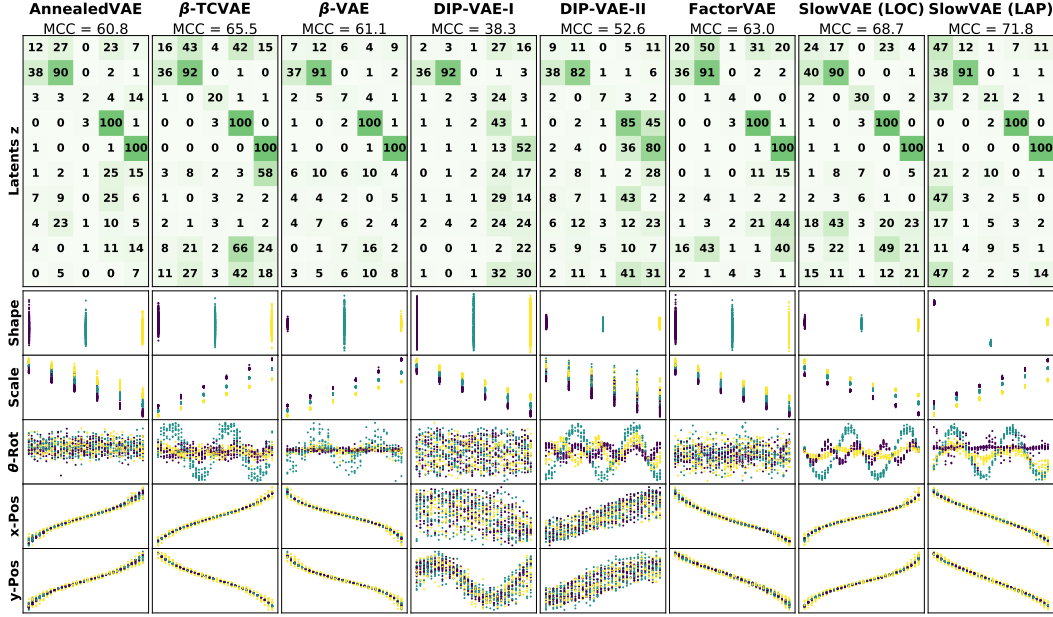 AnnealedVAE β-TCVAE β-VAE DIP-VAE-I DIP-VAE-II FactorVAE SlowVAE (LOC) SlowVAE (LAP)
MCC = 60.8 MCC = 65.5 MCC = 61.1 MCC = 38.3 MCC = 52.6 MCC = 63.0 MCC = 68.7 MCC = 71.8
Latents z
12 27 0 23 7 16 43 4 42 15 7 12 6 4 9 2 3 1 27 16 9 11 0 5 11 20 50 1 31 20 24 17 0 23 4 47 12 1 7 11
38 90 0 2 1 36 92 0 1 0 37 91 0 1 2 36 92 0 1 3 38 82 1 1 6 36 91 0 2 2 40 90 0 0 1 38 91 0 1 1
3 3 2 4 14 1 0 20 1 1 2 5 7 4 1 1 2 3 24 3 2 0 7 3 2 0 1 4 0 0 2 0 30 0 2 37 2 21 2 1
0 0 3 100 1 0 0 3 100 0 0 0 1 100 1 1 1 2 43 1 0 0 2 85 45 0 0 3 100 1 1 0 3 100 0 0 0 2 100 0
1 0 0 1 100 0 0 0 0 100 1 0 0 1 100 1 1 1 13 52 2 4 0 36 80 1 0 0 1 100 1 0 0 0 100 1 0 0 0 100
1 2 1 25 15 3 8 2 3 58 6 10 6 10 4 1 1 0 24 17 2 8 1 2 28 1 0 0 11 15 1 8 7 0 5 21 2 10 0 1
7 9 0 25 6 1 0 3 2 2 4 4 2 0 5 1 1 1 29 14 8 7 1 43 2 0 1 4 0 1 2 3 6 1 0 47 3 2 1 2
4 23 1 24 4 2 1 3 1 2 4 7 6 2 4 2 4 2 24 24 6 12 3 12 23 1 3 2 21 44 18 43 3 20 23 17 1 5 3 2
4 0 1 11 14 8 21 2 66 24 0 1 7 16 2 0 1 1 2 22 5 9 5 10 7 16 43 1 1 40 5 22 1 49 21 11 4 9 5 1
0 5 0 0 7 11 27 3 42 18 3 5 6 10 8 1 0 1 32 30 2 11 1 41 31 2 1 4 3 1 15 11 1 12 21 47 2 2 5 14
Shape
Scale
θ-Rot
x-Pos
y-Pos